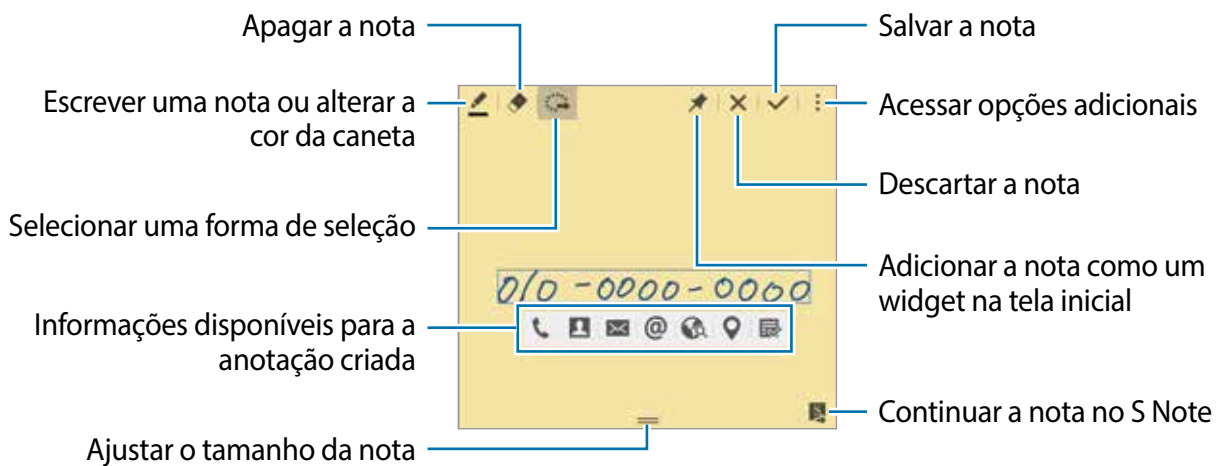 Apagar a nota
Escrever uma nota ou alterar a
cor da caneta
Selecionar uma forma de seleção
Informações disponíveis para a
anotação criada
Ajustar o tamanho da nota
010-0000-0000
Salvar a nota
Acessar opções adicionais
Descartar a nota
Adicionar a nota como um
widget na tela inicial
Continuar a nota no S Note